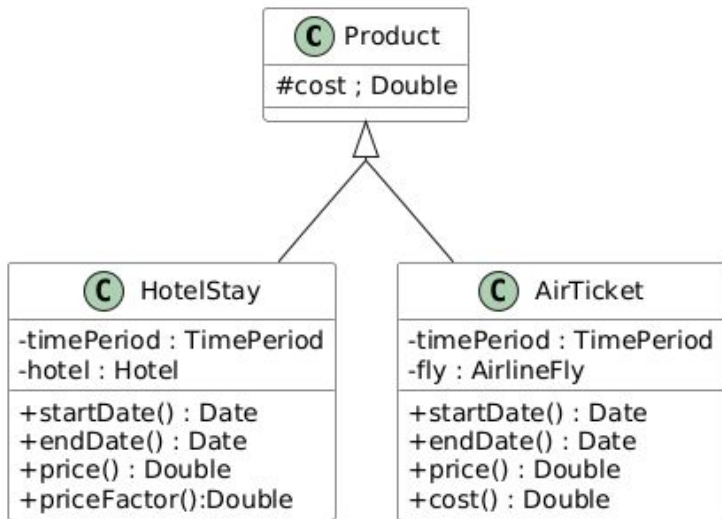 C Product
#cost ; Double
C HotelStay
-timePeriod : TimePeriod
-hotel : Hotel
+startDate() : Date
+endDate() : Date
+price() : Double
+priceFactor():Double
C AirTicket
-timePeriod : TimePeriod
-fly : AirlineFly
+startDate() : Date
+endDate() : Date
+price() : Double
+cost() : Double